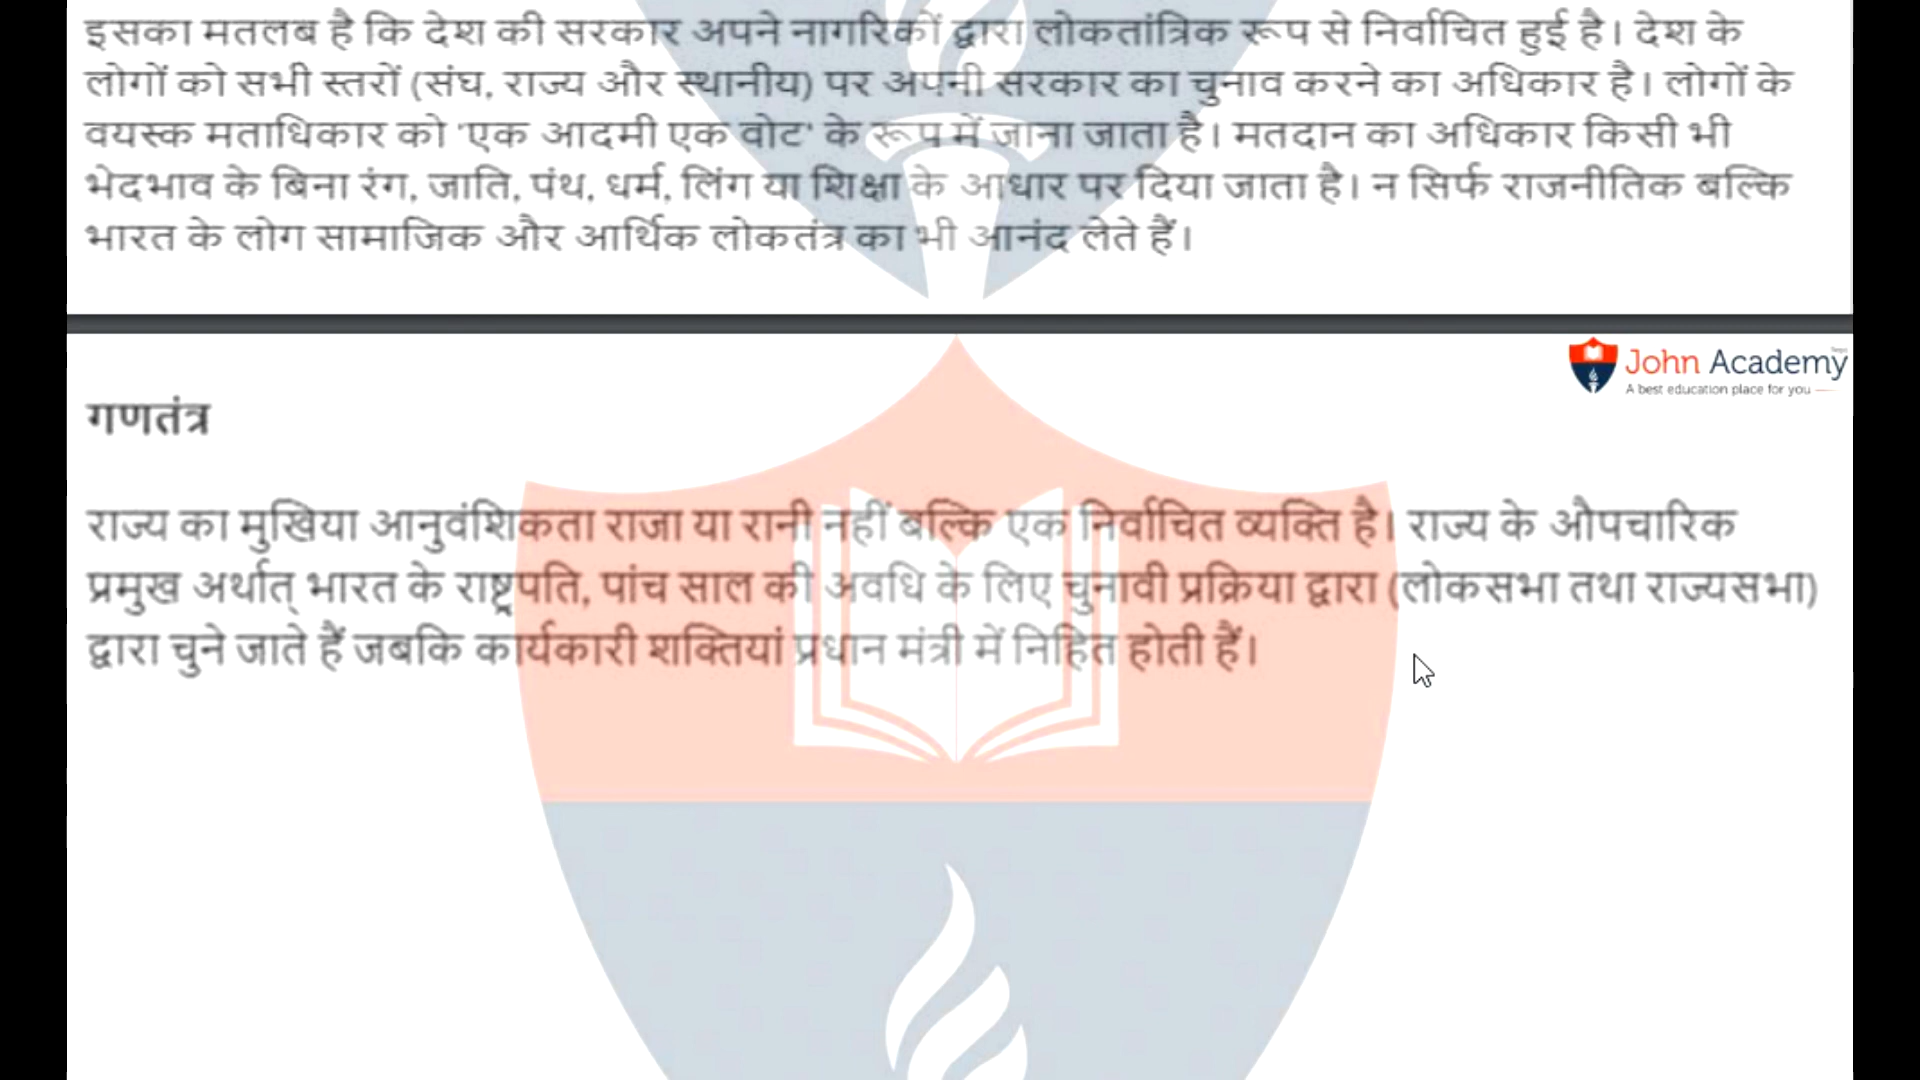 इसका मतलब है कि देश की सरकार अपने नागरिकों द्वारा लोकतांत्रिक रूप से निर्वाचित हुई है। देश के
लोगों को सभी स्तरों (संघ, राज्य और स्थानीय) पर अपनी सरकार का चुनाव करने का अधिकार है। लोगों के
वयस्क मताधिकार को 'एक आदमी एक वोट' के रूप में जाना जाता है। मतदान का अधिकार किसी भी
भेदभाव के बिना रंग, जाति, पंथ, धर्म, लिंग या शिक्षा के आधार पर दिया जाता है। न सिर्फ राजनीतिक बल्कि
भारत के लोग सामाजिक और आर्थिक लोकतंत्र का भी आनंद लेते हैं।
John Academy
A best education place for you
गणतंत्र
राज्य का मुखिया आनुवंशिकता राजा या रानी नहीं बल्कि एक निर्वाचित व्यक्ति है। राज्य के औपचारिक
प्रमुख अर्थात् भारत के राष्ट्रपति, पांच साल की अवधि के लिए चुनावी प्रक्रिया द्वारा (लोकसभा तथा राज्यसभा)
द्वारा चुने जाते हैं जबकि कार्यकारी शक्तियां प्रधान मंत्री में निहित होती हैं।